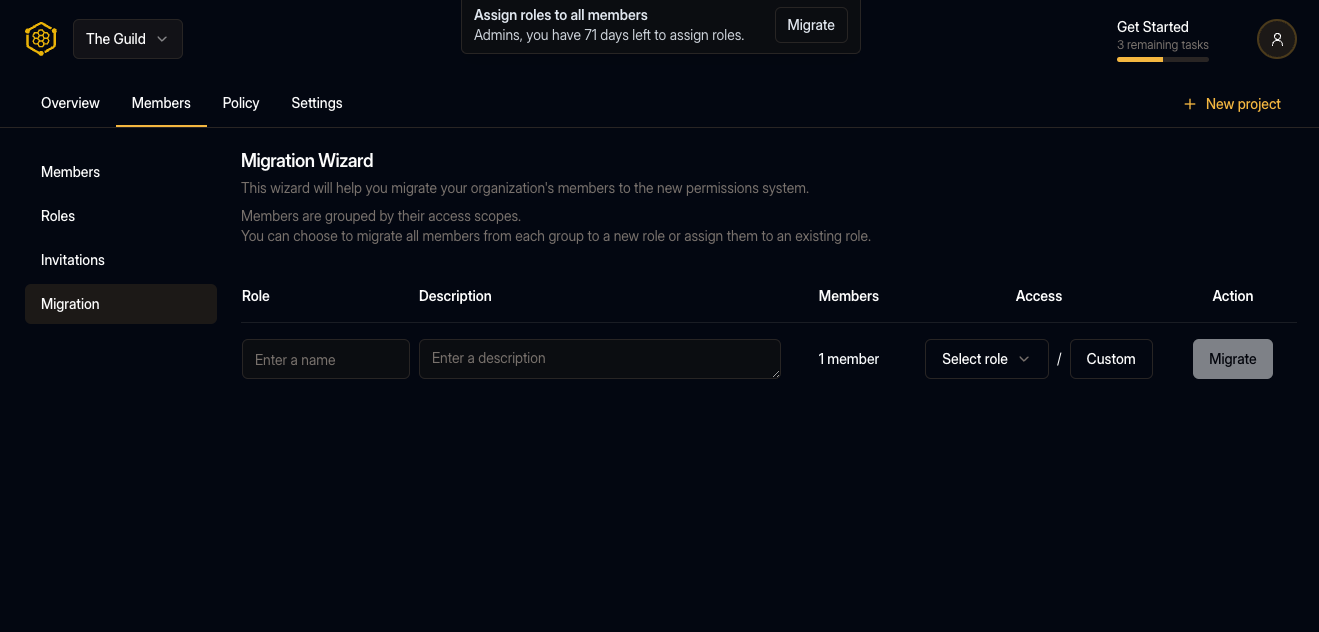 The Guild
Assign roles to all members
Admins, you have 71 days left to assign roles.
Migrate
Get Started
3 remaining tasks
Overview
Members
Policy
Settings
New project
Members
Roles
Invitations
Migration
Migration Wizard
This wizard will help you migrate your organization's members to the new permissions system.
Members are grouped by their access scopes.
You can choose to migrate all members from each group to a new role or assign them to an existing role.
Role Description Members Access Action
Enter a name Enter a description 1 member Select role / Custom Migrate